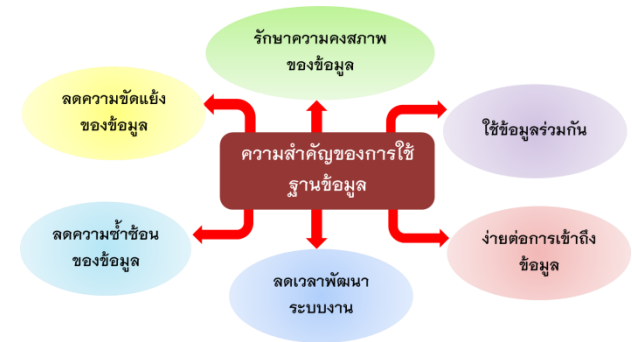 รักษาความคงสภาพ
ของข้อมูล
ลดความขัดแย้ง
ของข้อมูล
ใช้ข้อมูลร่วมกัน
ความสำคัญของการใช้
ฐานข้อมูล
ลดความซ้ำซ้อน
ของข้อมูล
ง่ายต่อการเข้าถึง
ข้อมูล
ลดเวลาพัฒนา
ระบบงาน